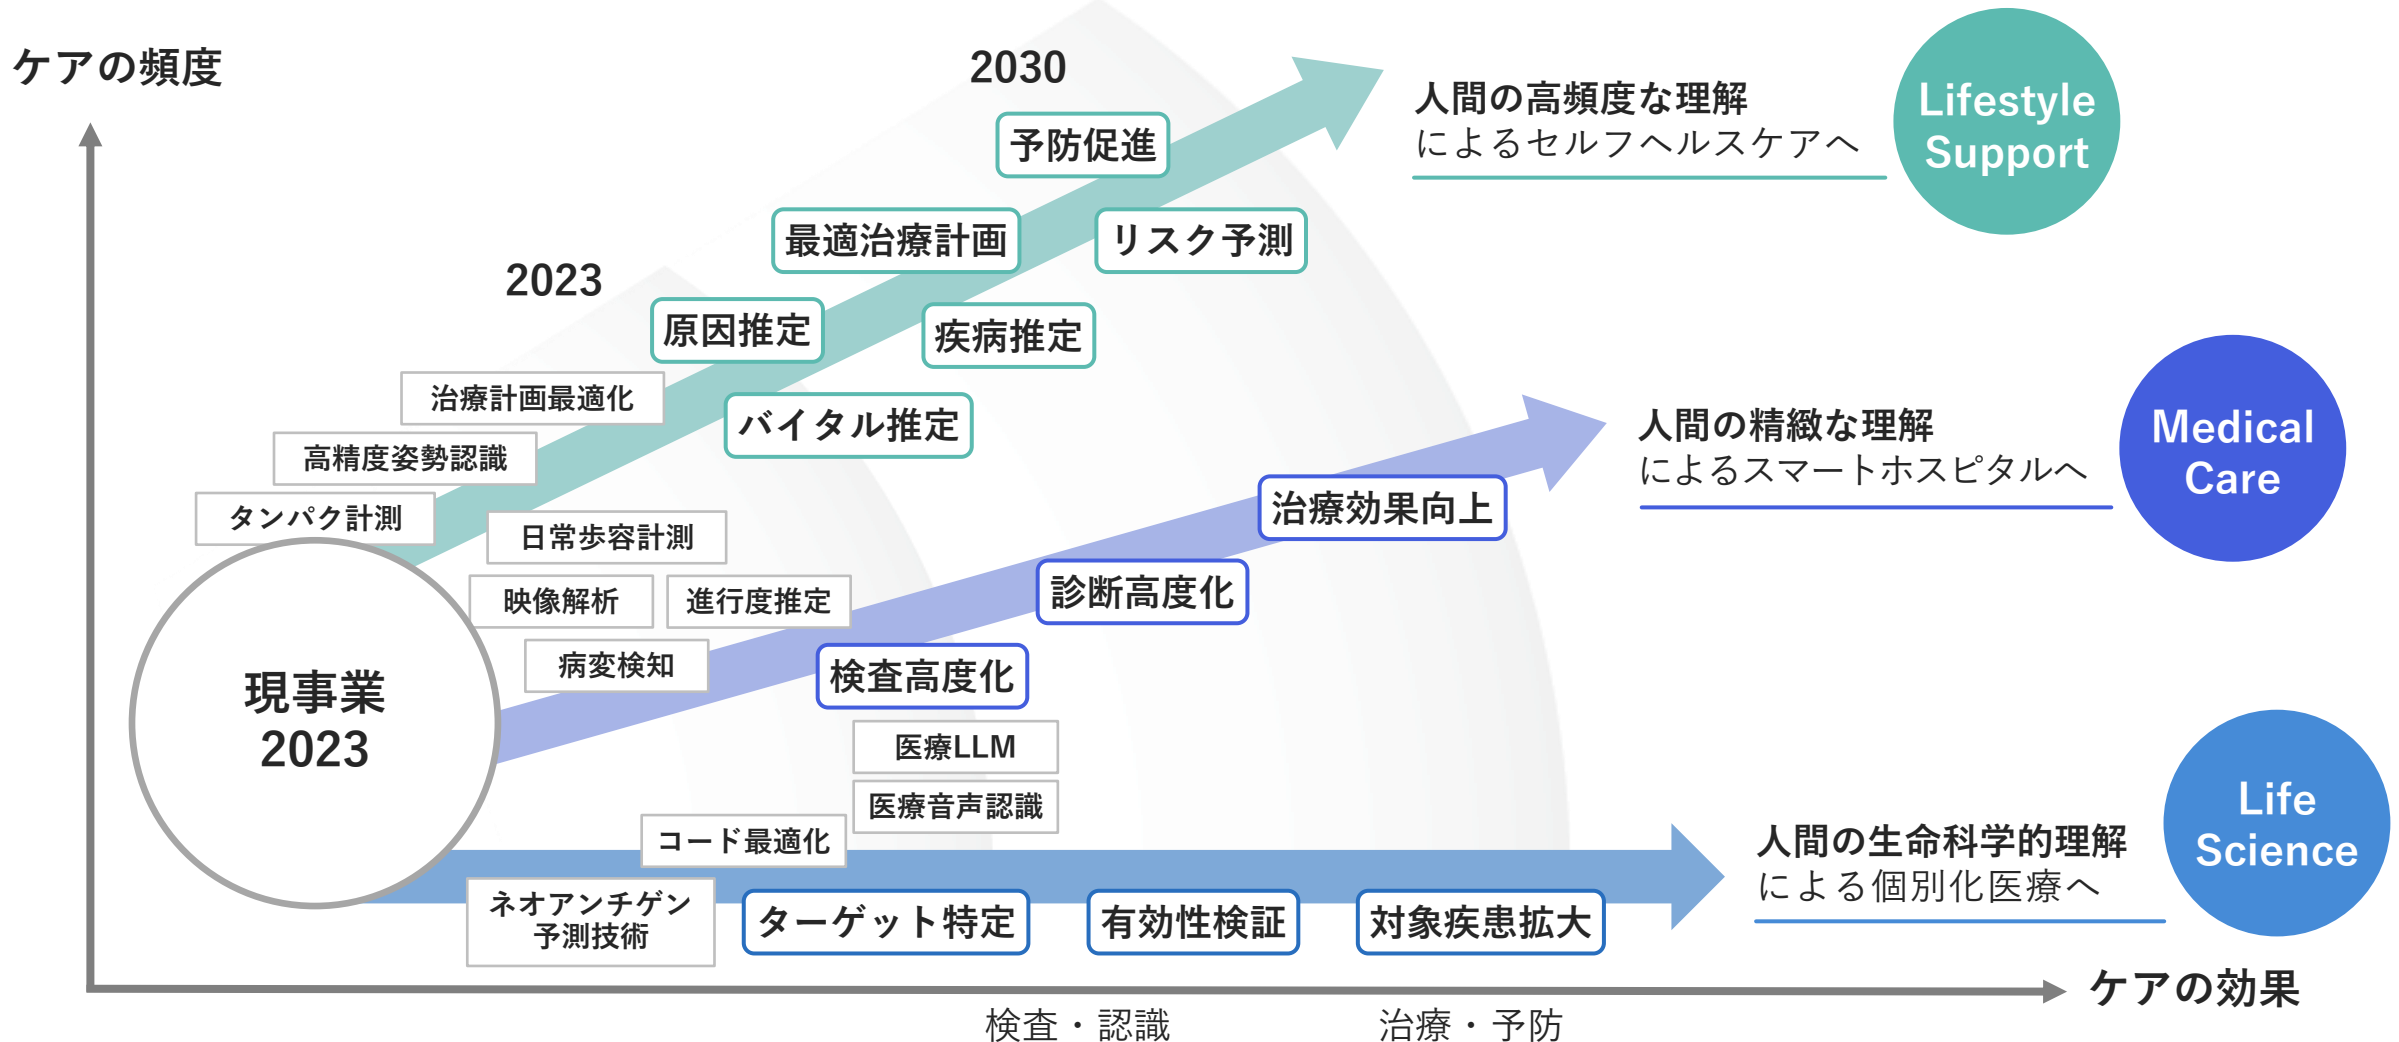 ケアの頻度
2030
人間の高頻度な理解
によるセルフヘルスケアへ
Lifestyle
Support
予防促進
最適治療計画
リスク予測
2023
原因推定
疾病推定
治療計画最適化
バイタル推定
高精度姿勢認識
タンパク計測
日常歩容計測
人間の精緻な理解
によるスマートホスピタルへ
Medical
Care
治療効果向上
映像解析
進行度推定
診断高度化
病変検知
検査高度化
現事業
2023
医療LLM
医療音声認識
コード最適化
人間の生命科学的理解
による個別化医療へ
Life
Science
ネオアンチゲン
予測技術
ターゲット特定
有効性検証
対象疾患拡大
ケアの効果
検査・認識
治療・予防